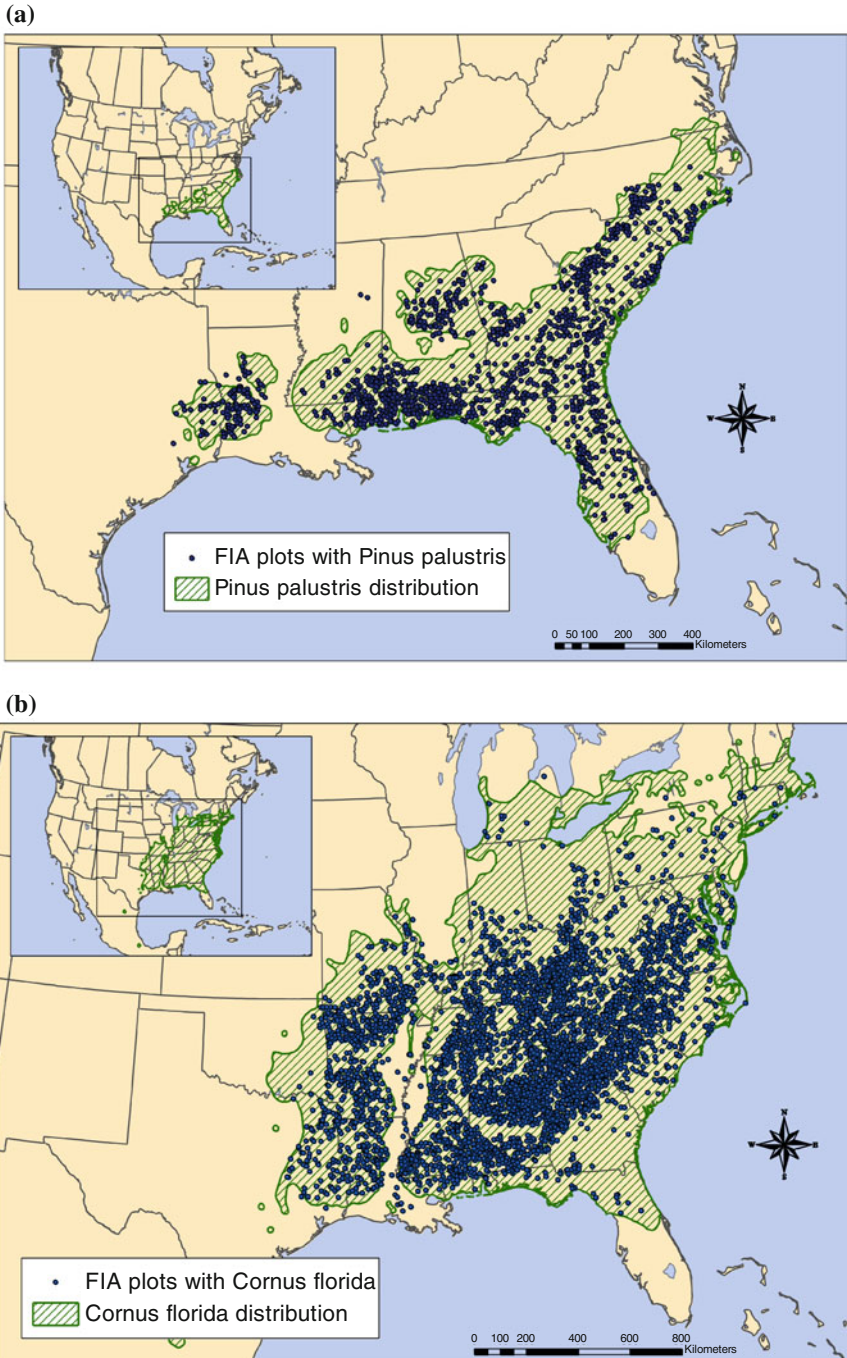 (a)
N
W E
S
FIA plots with Pinus palustris
Pinus palustris distribution
0 50 100 200 300 400
Kilometers
(b)
N
W E
S
FIA plots with Cornus florida
Cornus florida distribution
0 100 200 400 600 800
Kilometers